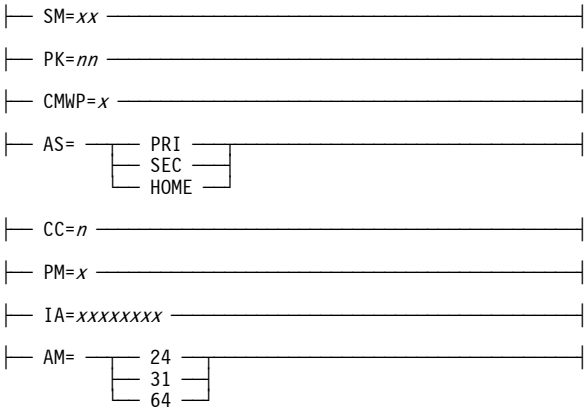 SM=xx
PK=nn
CMWP=x
AS= PRI
SEC
HOME
CC=n
PM=x
IA=xxxxxxxx
AM= 24
31
64